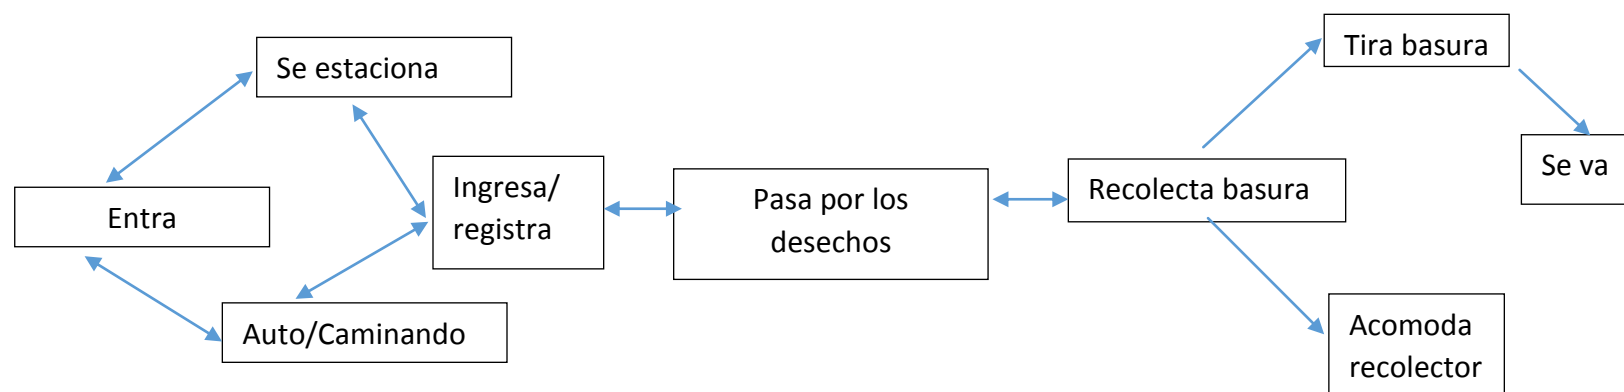 Se estaciona
Entra
Auto/Caminando
Ingresa/
registra
Pasa por los
desechos
Recolecta basura
Tira basura
Se va
Acomoda
recolector